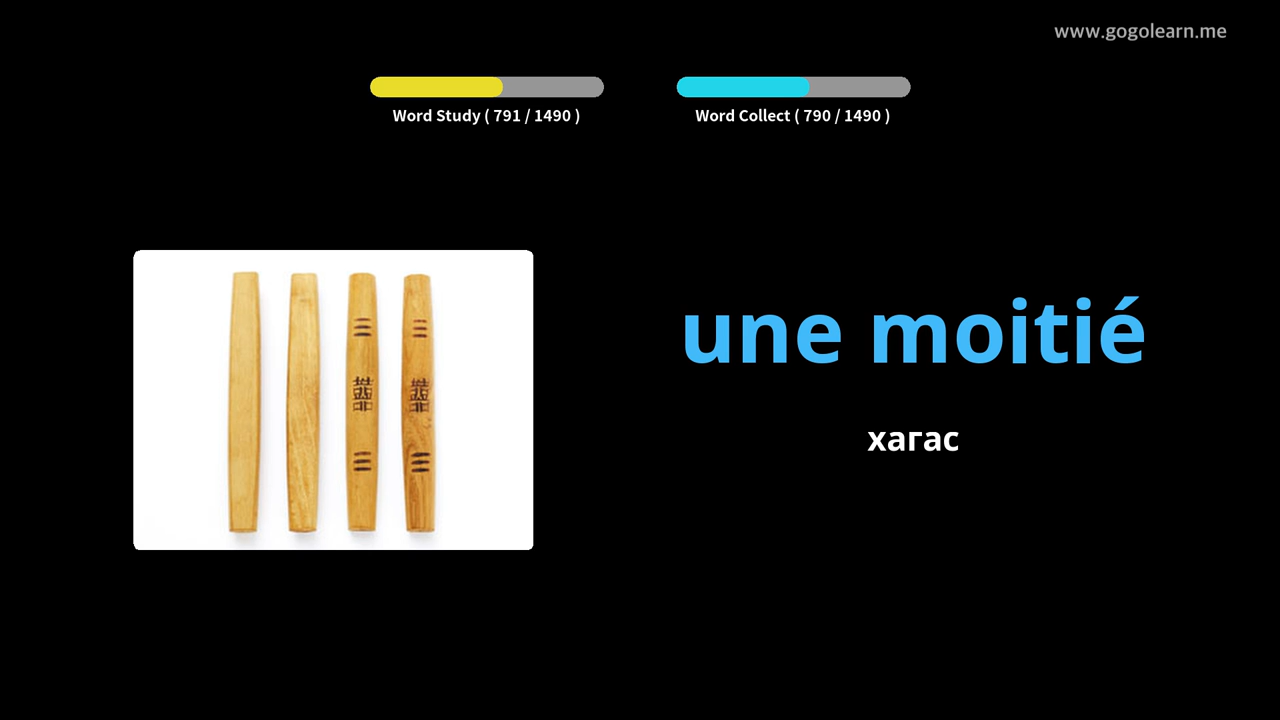 www.gogolearn.me
Word Study ( 791 / 1490 )
Word Collect ( 790 / 1490 )
une moitié
хагас